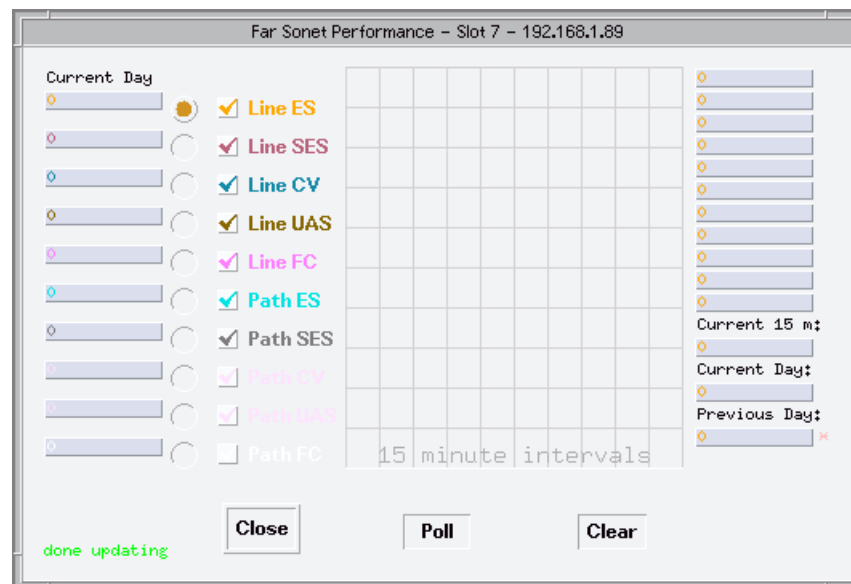 Far Sonet Performance - Slot 7 - 192.168.1.89
Current Day
0
Line ES
0
Line SES
0
Line CV
0
Line UAS
0
Line FC
0
Path ES
0
Path SES
0
Path CV
0
Path UAS
0
Path FC
15 minute intervals
0
0
0
0
0
0
0
0
0
0
0
Current 15 m:
0
Current Day:
0
Previous Day:
0
*
Close
Poll
Clear
done updating